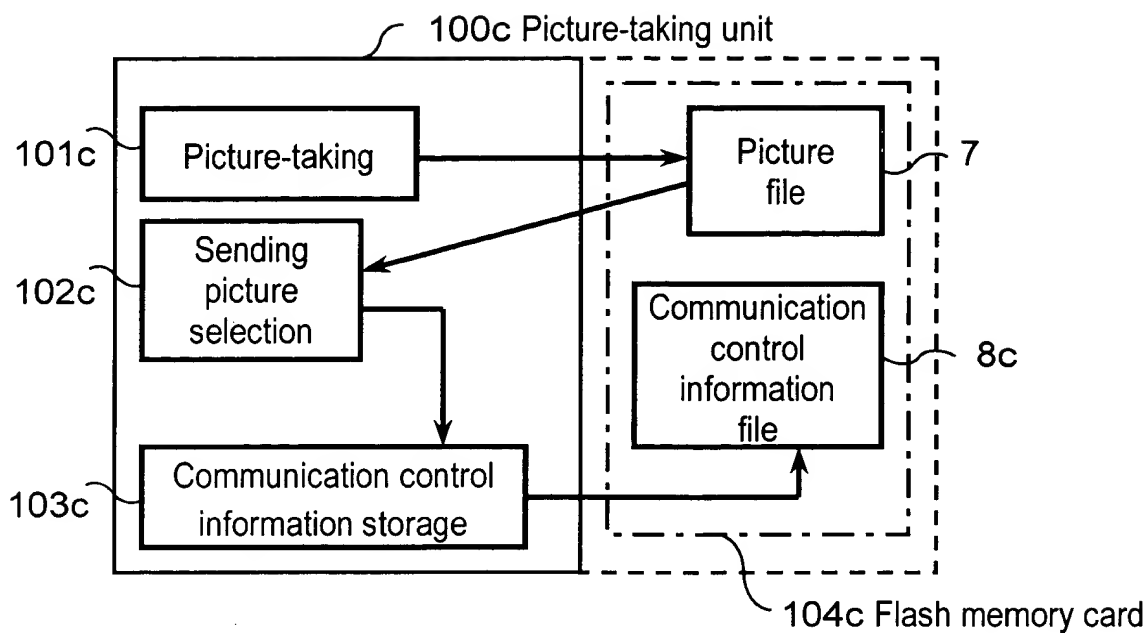 100c Picture-taking unit
101c
Picture-taking
Picture
file
7
102c
Sending
picture
selection
Communication
control
information
file
8c
103c
Communication control
information storage
104c Flash memory card